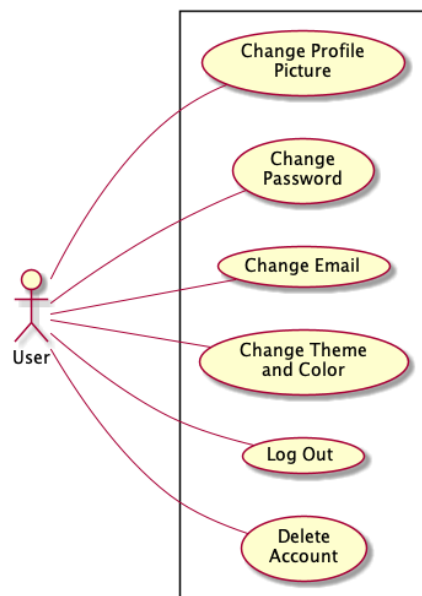 Change Profile
Picture
Change
Password
Change Email
Change Theme
and Color
User
Log Out
Delete
Account